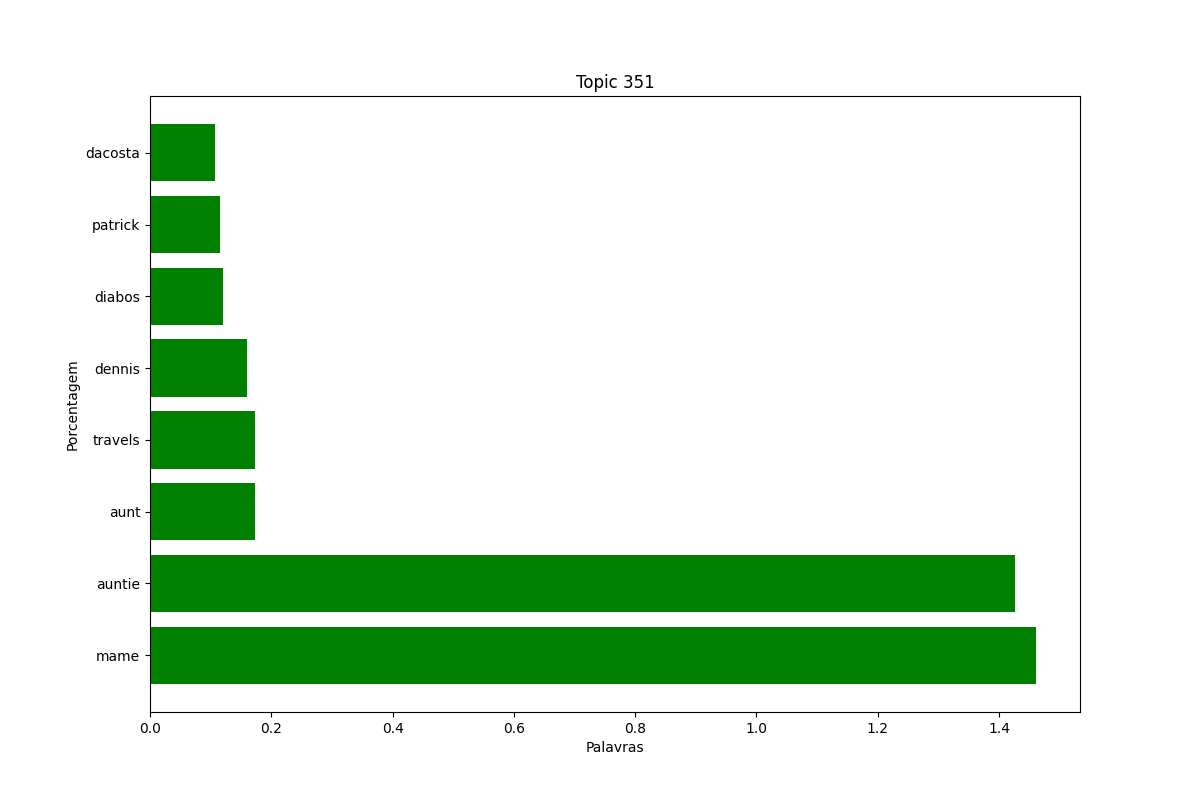 Topic 351
dacosta
patrick
diabos
dennis
travels
aunt
auntie
mame
Porcentagem
0.0 0.2 0.4 0.6 0.8 1.0 1.2 1.4
Palavras